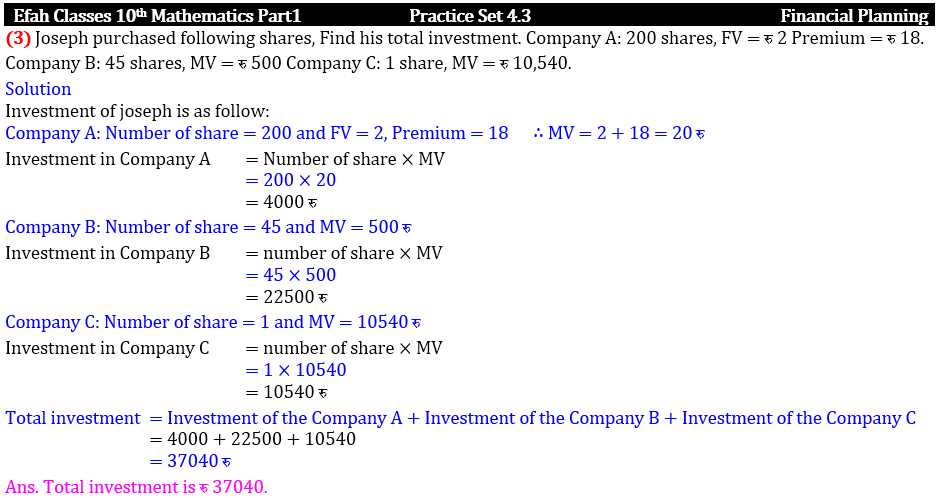 Efah Classes 10th Mathematics Part1 Practice Set 4.3 Financial Planning
(3) Joseph purchased following shares, Find his total investment. Company A: 200 shares, FV = रु 2 Premium = रु 18.
Company B: 45 shares, MV = रु 500 Company C: 1 share, MV = रु 10,540.
Solution
Investment of joseph is as follow:
Company A: Number of share = 200 and FV = 2, Premium = 18 ∴ MV = 2 + 18 = 20 रु
Investment in Company A = Number of share × MV
= 200 × 20
= 4000 रु
Company B: Number of share = 45 and MV = 500 रु
Investment in Company B = number of share × MV
= 45 × 500
= 22500 रु
Company C: Number of share = 1 and MV = 10540 रु
Investment in Company C = number of share × MV
= 1 × 10540
= 10540 रु
Total investment = Investment of the Company A + Investment of the Company B + Investment of the Company C
= 4000 + 22500 + 10540
= 37040 रु
Ans. Total investment is रु 37040.